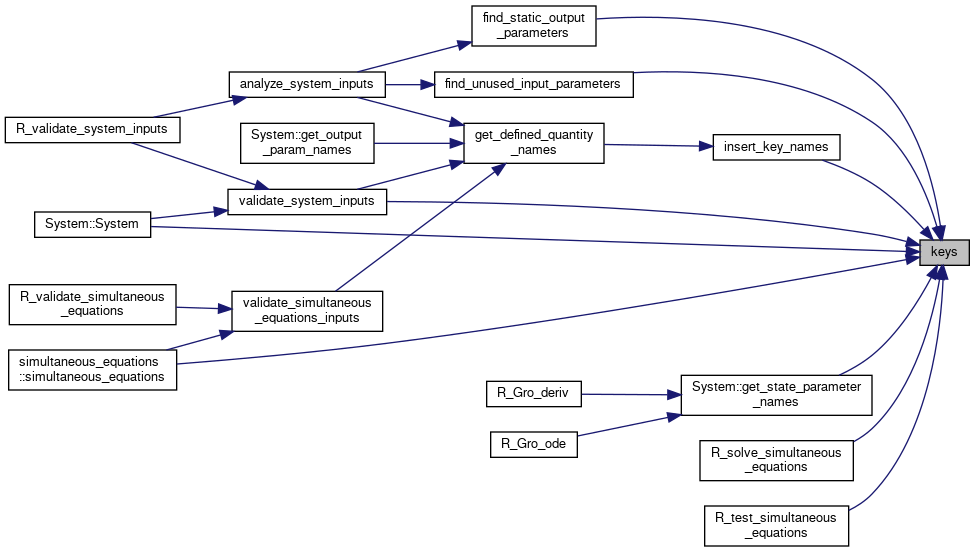 find_static_output
_parameters
analyze_system_inputs
find_unused_input_parameters
R_validate_system_inputs
System::get_output
_param_names
get_defined_quantity
_names
insert_key_names
validate_system_inputs
System::System
keys
R_validate_simultaneous
_equations
validate_simultaneous
_equations_inputs
simultaneous_equations
::simultaneous_equations
R_Gro_deriv
System::get_state_parameter
_names
R_Gro_ode
R_solve_simultaneous
_equations
R_test_simultaneous
_equations